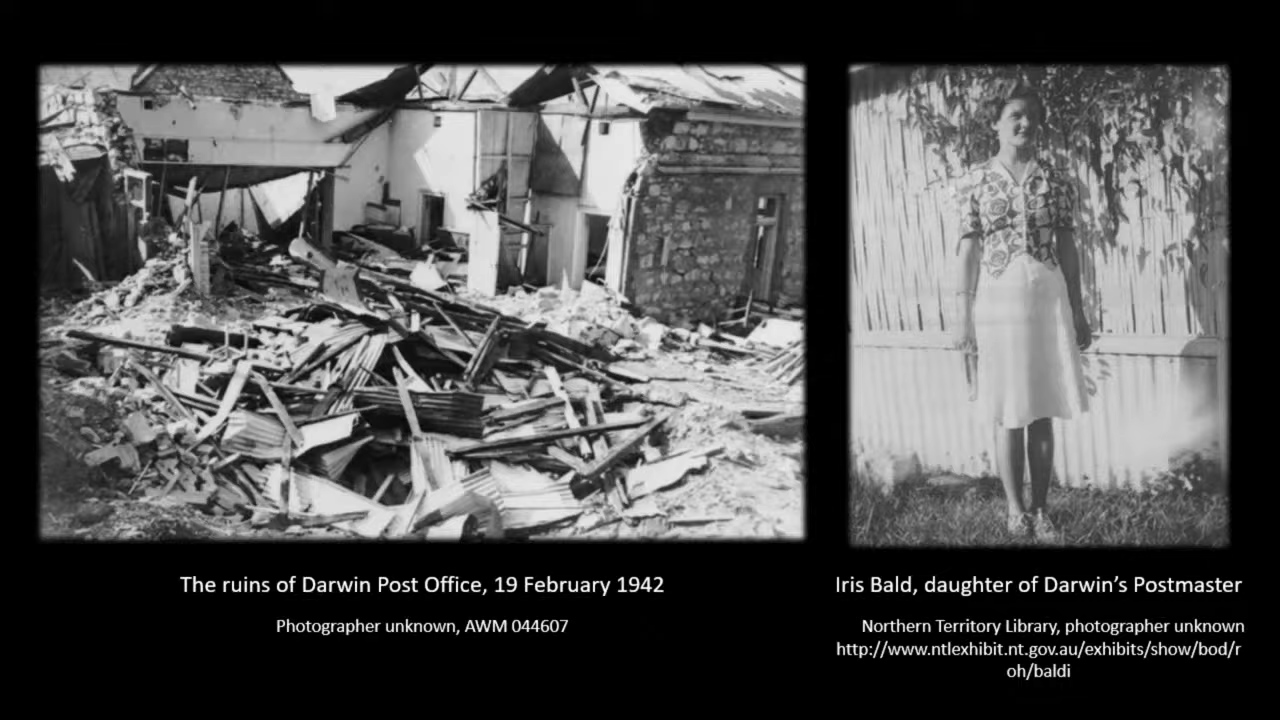 The ruins of Darwin Post Office, 19 February 1942
Photographer unknown, AWM 044607
Iris Bald, daughter of Darwin’s Postmaster
Northern Territory Library, photographer unknown
http://www.ntlexhibit.nt.gov.au/exhibits/show/bod/r
oh/baldi